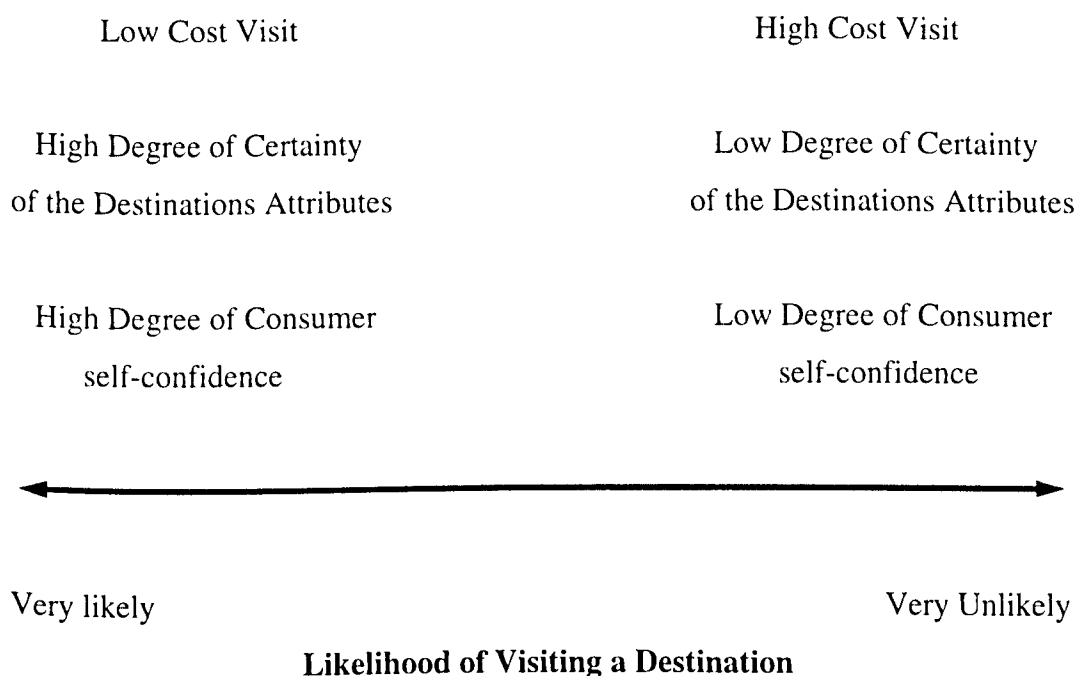 Low Cost Visit
High Cost Visit
High Degree of Certainty
of the Destinations Attributes
Low Degree of Certainty
of the Destinations Attributes
High Degree of Consumer
self-confidence
Low Degree of Consumer
self-confidence
Very likely
Very Unlikely
Likelihood of Visiting a Destination